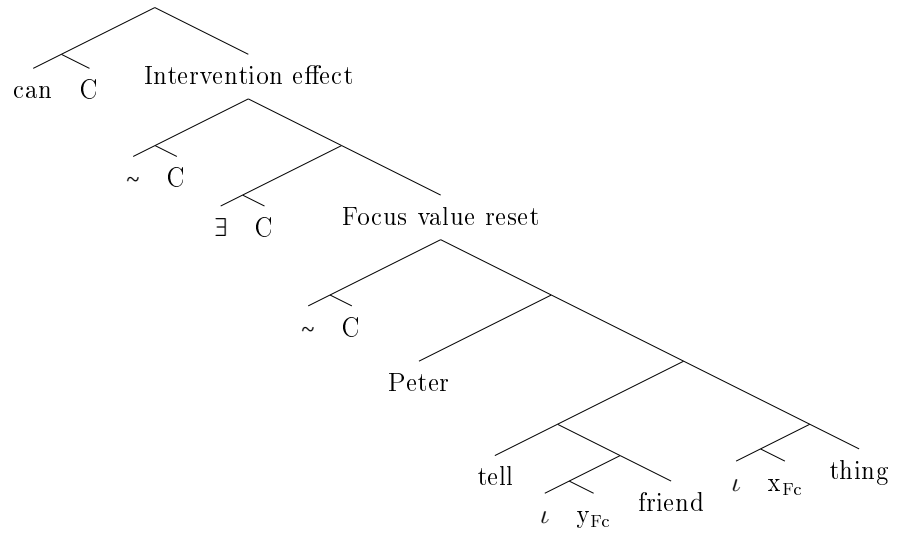 can C
Intervention effect
~ C
∃ C
Focus value reset
~ C
Peter
tell
ι y_Fc
friend
ι x_Fc
thing